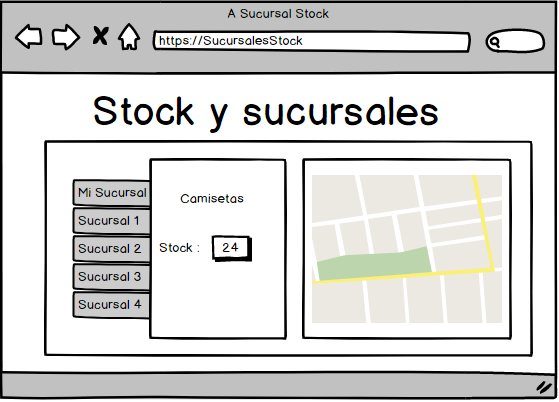 A Sucursal Stock
https://SucursalesStock
Stock y sucursales
Mi Sucursal
Sucursal 1
Sucursal 2
Sucursal 3
Sucursal 4
Camisetas
Stock : 24